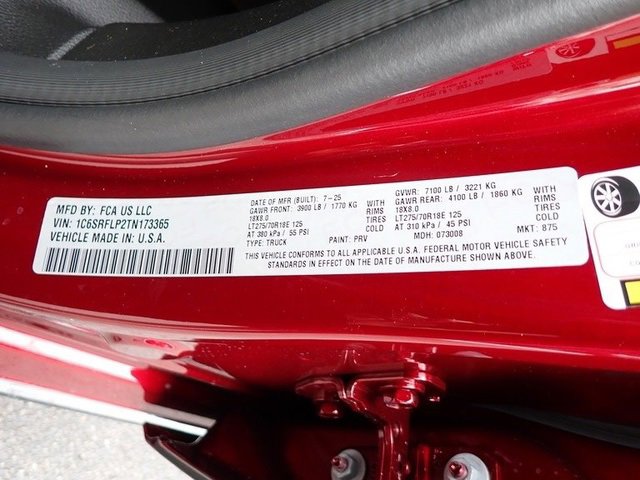 MFD BY: FCA US LLC
VIN: 1C6SRFLP2TN173365
VEHICLE MADE IN U.S.A.
DATE OF MFR (BUILT): 7-25
GAWR FRONT: 3900 LB / 1770 KG WITH
18X8.0 RIMS
LT275/70R18E 125 TIRES
AT 380 kPa / 55 PSI
TYPE: TRUCK PAINT: PRV
GVWR: 7100 LB / 3221 KG
GAWR REAR: 4100 LB / 1860 KG WITH
18X8.0 RIMS
LT275/70R18E 125 TIRES
AT 310 kPa / 45 PSI
MDH: 073008 MKT: 875
THIS VEHICLE CONFORMS TO ALL APPLICABLE U.S.A. FEDERAL MOTOR VEHICLE SAFETY
STANDARDS IN EFFECT ON THE DATE OF MANUFACTURE SHOWN ABOVE.